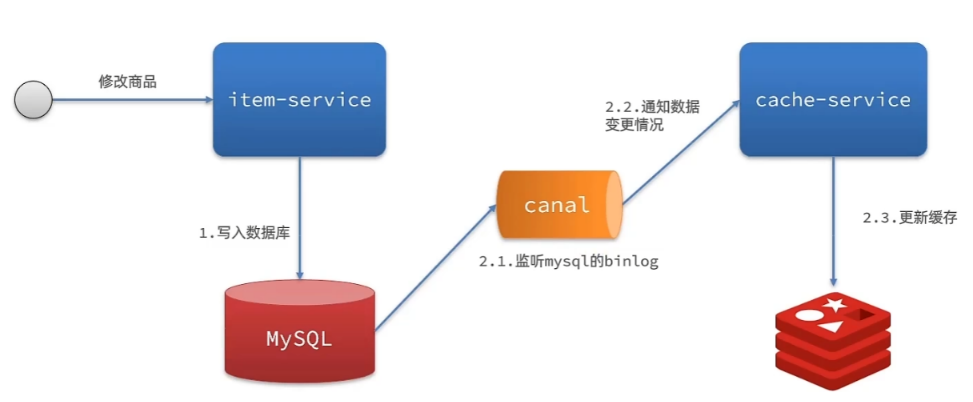 修改商品
item-service
cache-service
2.2.通知数据
变更情况
canal
1.写入数据库
2.3.更新缓存
2.1.监听mysql的binlog
MySQL